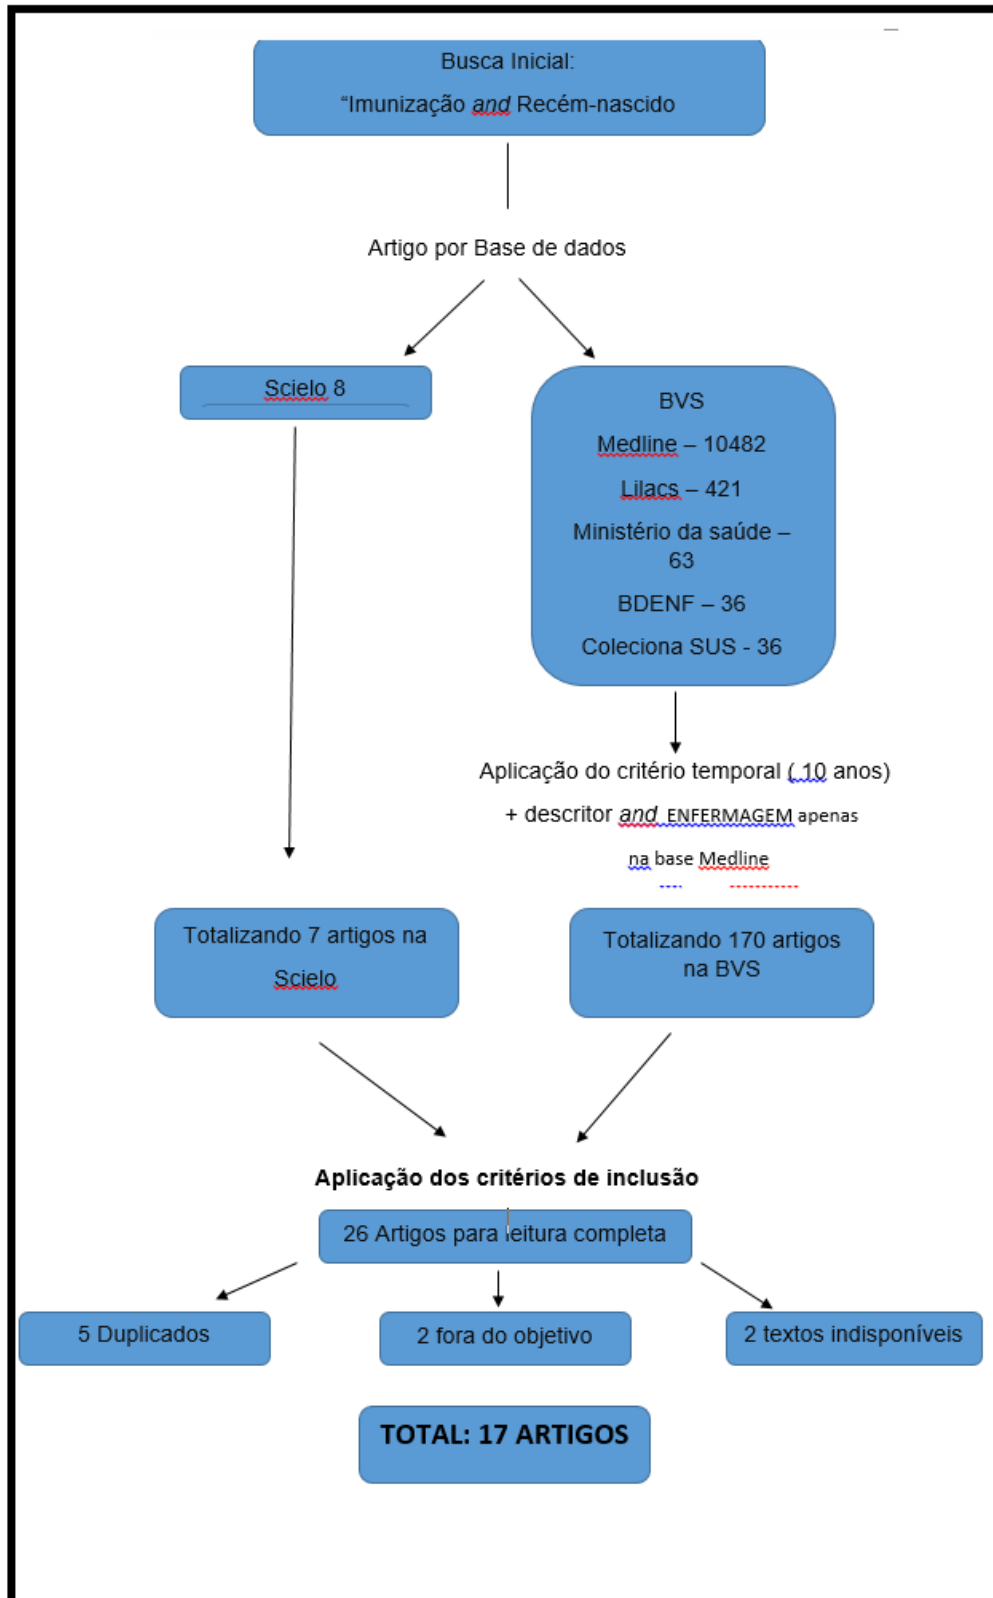 Busca Inicial:
“Imunização and Recém-nascido
Artigo por Base de dados
Scielo 8
BVS
Medline – 10482
Lilacs – 421
Ministério da saúde –
63
BDENF – 36
Coleciona SUS - 36
Aplicação do critério temporal ( 10 anos)
+ descritor and ENFERMAGEM apenas
na base Medline
Totalizando 7 artigos na
Scielo
Totalizando 170 artigos
na BVS
Aplicação dos critérios de inclusão
26 Artigos para leitura completa
5 Duplicados
2 fora do objetivo
2 textos indisponíveis
TOTAL: 17 ARTIGOS